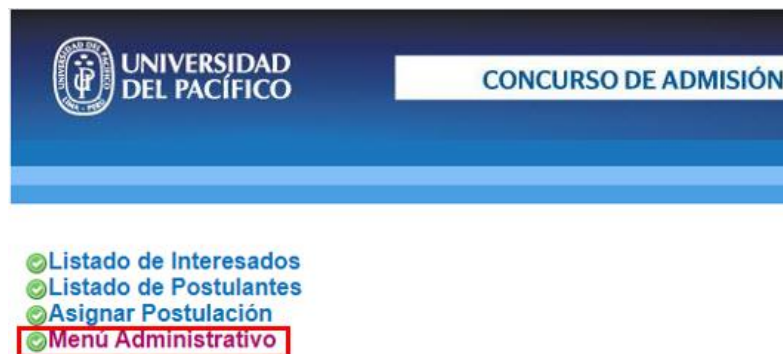 UNIVERSIDAD
DEL PACÍFICO
CONCURSO DE ADMISIÓN
Listado de Interesados
Listado de Postulantes
Asignar Postulación
Menú Administrativo